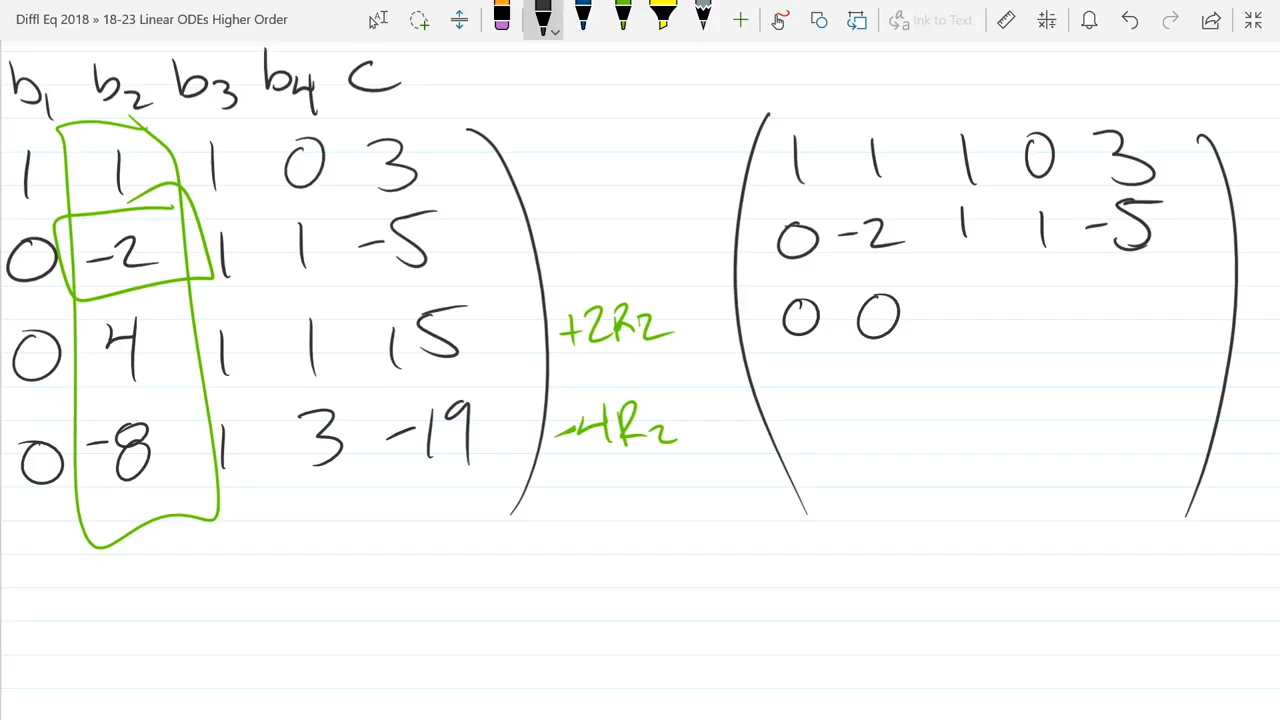 Diffl Eq 2018 » 18-23 Linear ODEs Higher Order
Ink to Text
b1 b2 b3 b4 C
1 1 1 0 3
0 -2 1 1 -5
0 4 1 1 15 +2R2
0 -8 1 3 -19 -4R2
1 1 1 0 3
0 -2 1 1 -5
0 0